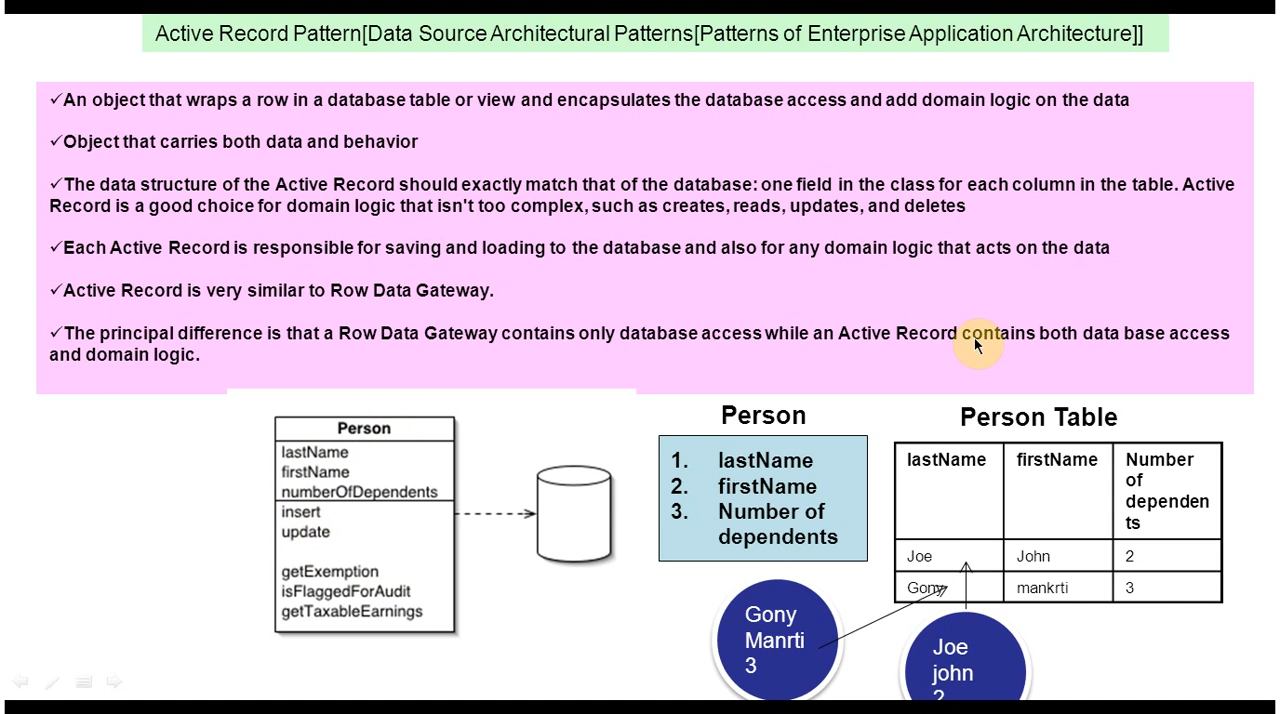 Active Record Pattern[Data Source Architectural Patterns[Patterns of Enterprise Application Architecture]]
✓An object that wraps a row in a database table or view and encapsulates the database access and add domain logic on the data
✓Object that carries both data and behavior
✓The data structure of the Active Record should exactly match that of the database: one field in the class for each column in the table. Active
Record is a good choice for domain logic that isn't too complex, such as creates, reads, updates, and deletes
✓Each Active Record is responsible for saving and loading to the database and also for any domain logic that acts on the data
✓Active Record is very similar to Row Data Gateway.
✓The principal difference is that a Row Data Gateway contains only database access while an Active Record contains both data base access
and domain logic.
Person
lastName
firstName
numberOfDependents
insert
update
getExemption
isFlaggedForAudit
getTaxableEarnings
Person
1. lastName
2. firstName
3. Number of
dependents
Person Table
lastName firstName Number
of
dependen
ts
Joe John 2
Gony mankrti 3
Gony
Manrti
3
Joe
john
2